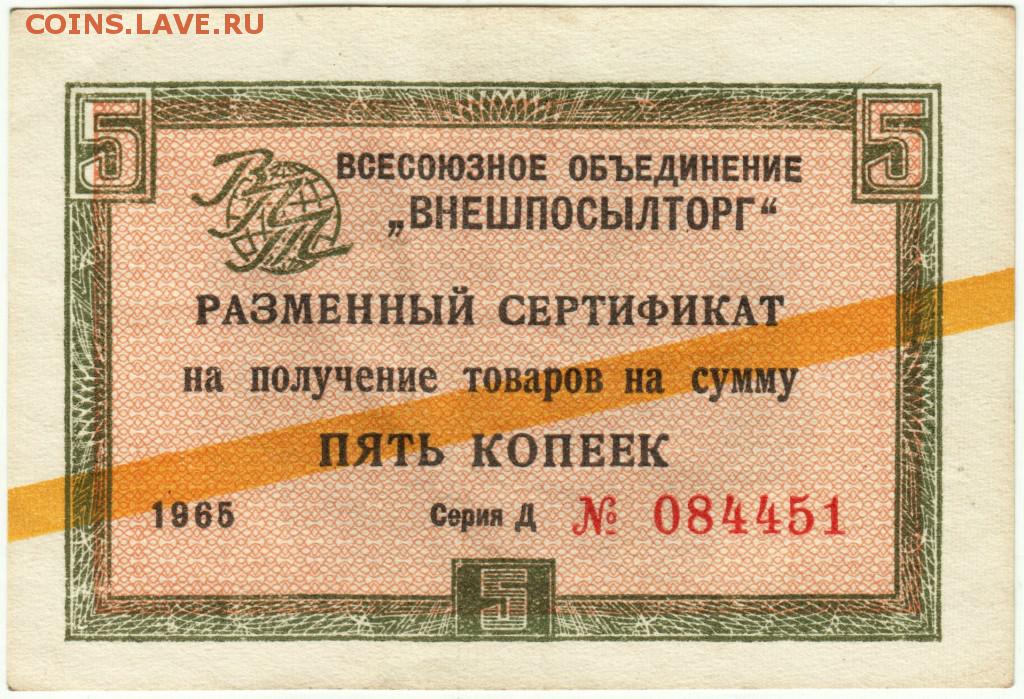 COINS.LAVE.RU
5 5
ВПТ
ВСЕСОЮЗНОЕ ОБЪЕДИНЕНИЕ
„ВНЕШПОСЫЛТОРГ“
РАЗМЕННЫЙ СЕРТИФИКАТ
на получение товаров на сумму
ПЯТЬ КОПЕЕК
1965 Серия Д № 084451
5